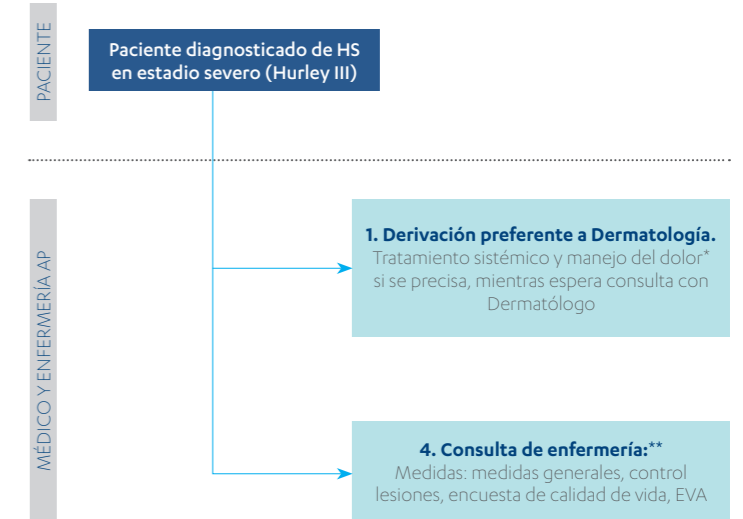 PACIENTE
Paciente diagnosticado de HS
en estadio severo (Hurley III)
MÉDICO Y ENFERMERÍA AP
1. Derivación preferente a Dermatología.
Tratamiento sistémico y manejo del dolor*
si se precisa, mientras espera consulta con
Dermatólogo
4. Consulta de enfermería:**
Medidas: medidas generales, control
lesiones, encuesta de calidad de vida, EVA